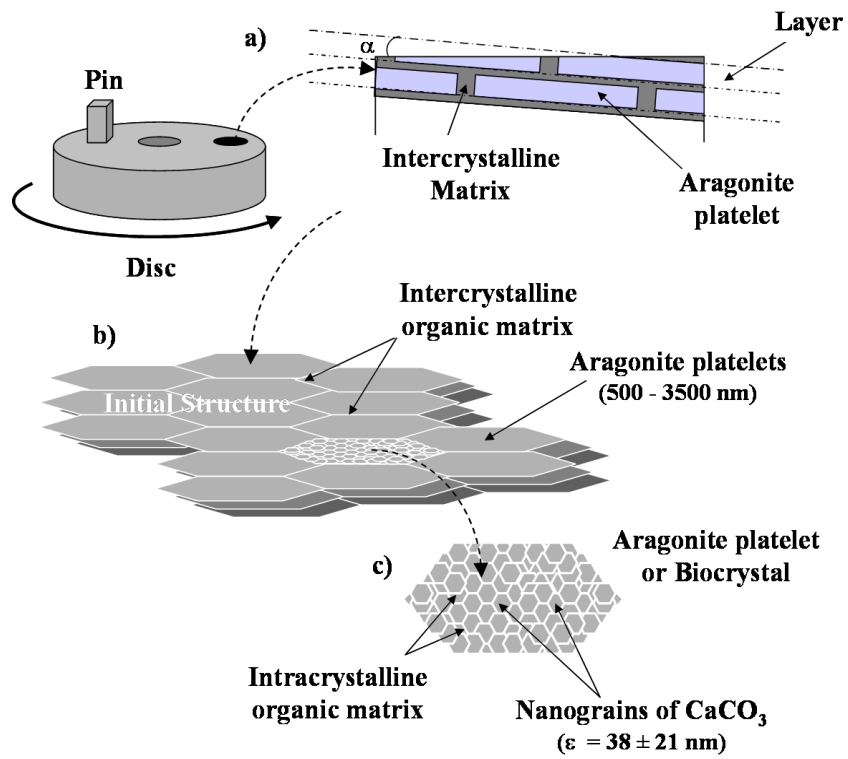 a)
α
Layer
Pin
Intercrystalline
Matrix
Aragonite
platelet
Disc
b)
Intercrystalline
organic matrix
Aragonite platelets
(500 - 3500 nm)
Initial Structure
c)
Aragonite platelet
or Biocrystal
Intracrystalline
organic matrix
Nanograins of CaCO₃
(ε = 38 ± 21 nm)